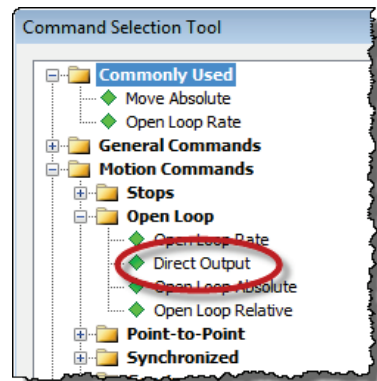 Command Selection Tool
Commonly Used
Move Absolute
Open Loop Rate
General Commands
Motion Commands
Stops
Open Loop
Open Loop Rate
Direct Output
Open Loop Absolute
Open Loop Relative
Point-to-Point
Synchronized